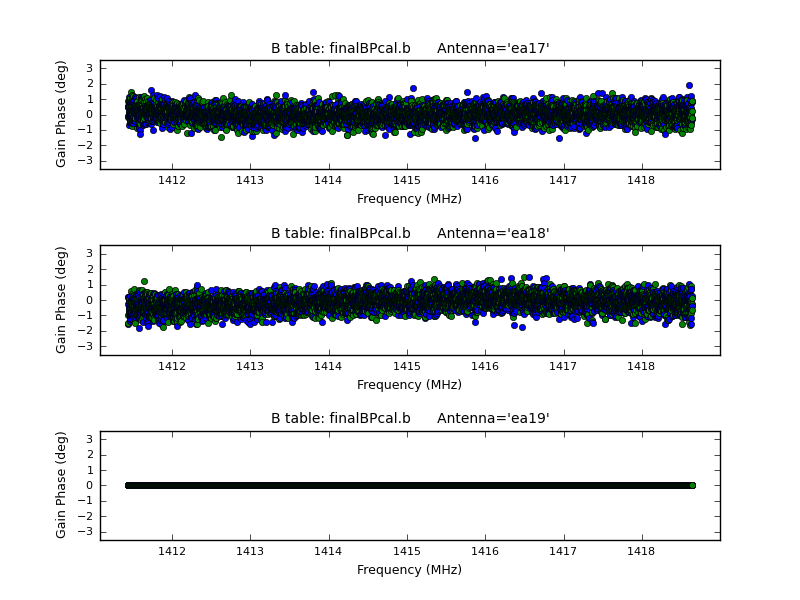 B table: finalBPcal.b Antenna='ea17'
Gain Phase (deg)
3
2
1
0
−1
−2
−3
1412 1413 1414 1415 1416 1417 1418
Frequency (MHz)
B table: finalBPcal.b Antenna='ea18'
Gain Phase (deg)
3
2
1
0
−1
−2
−3
1412 1413 1414 1415 1416 1417 1418
Frequency (MHz)
B table: finalBPcal.b Antenna='ea19'
Gain Phase (deg)
3
2
1
0
−1
−2
−3
1412 1413 1414 1415 1416 1417 1418
Frequency (MHz)